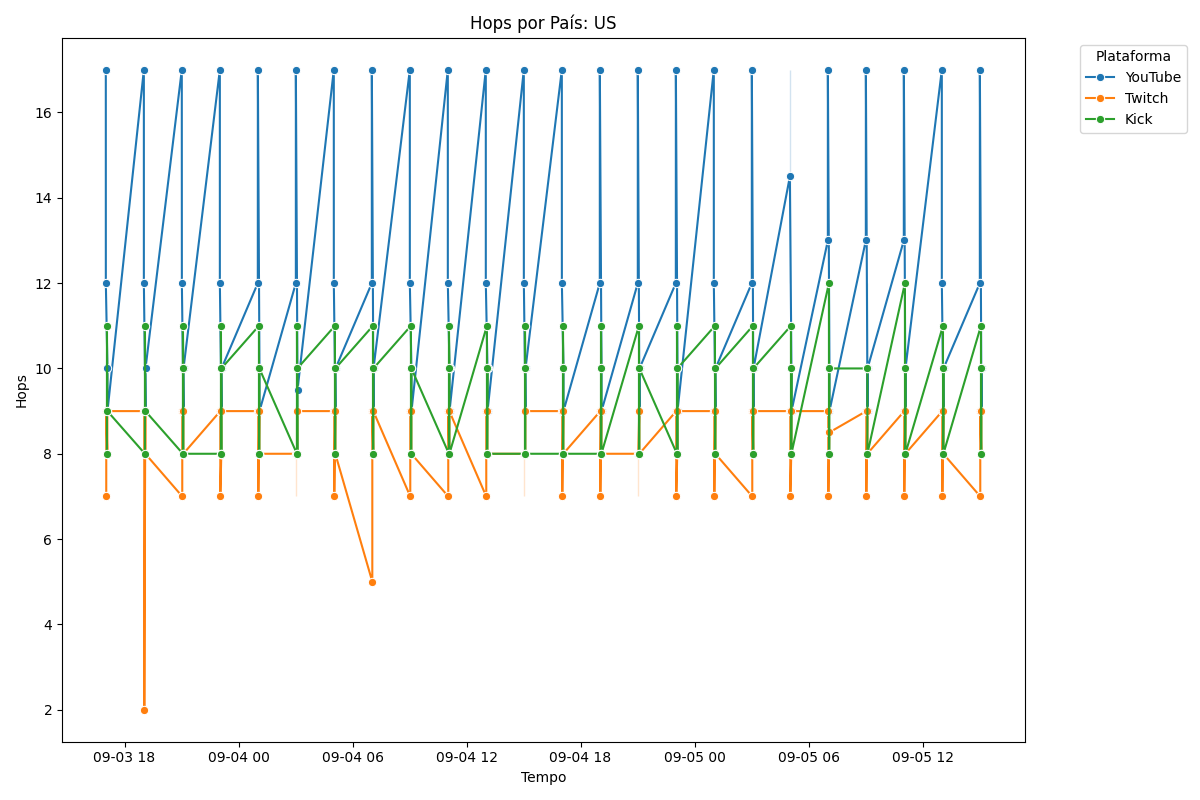 Hops por País: US
Plataforma
YouTube
Twitch
Kick
Hops
16
14
12
10
8
6
4
2
09-03 18
09-04 00
09-04 06
09-04 12
09-04 18
09-05 00
09-05 06
09-05 12
Tempo